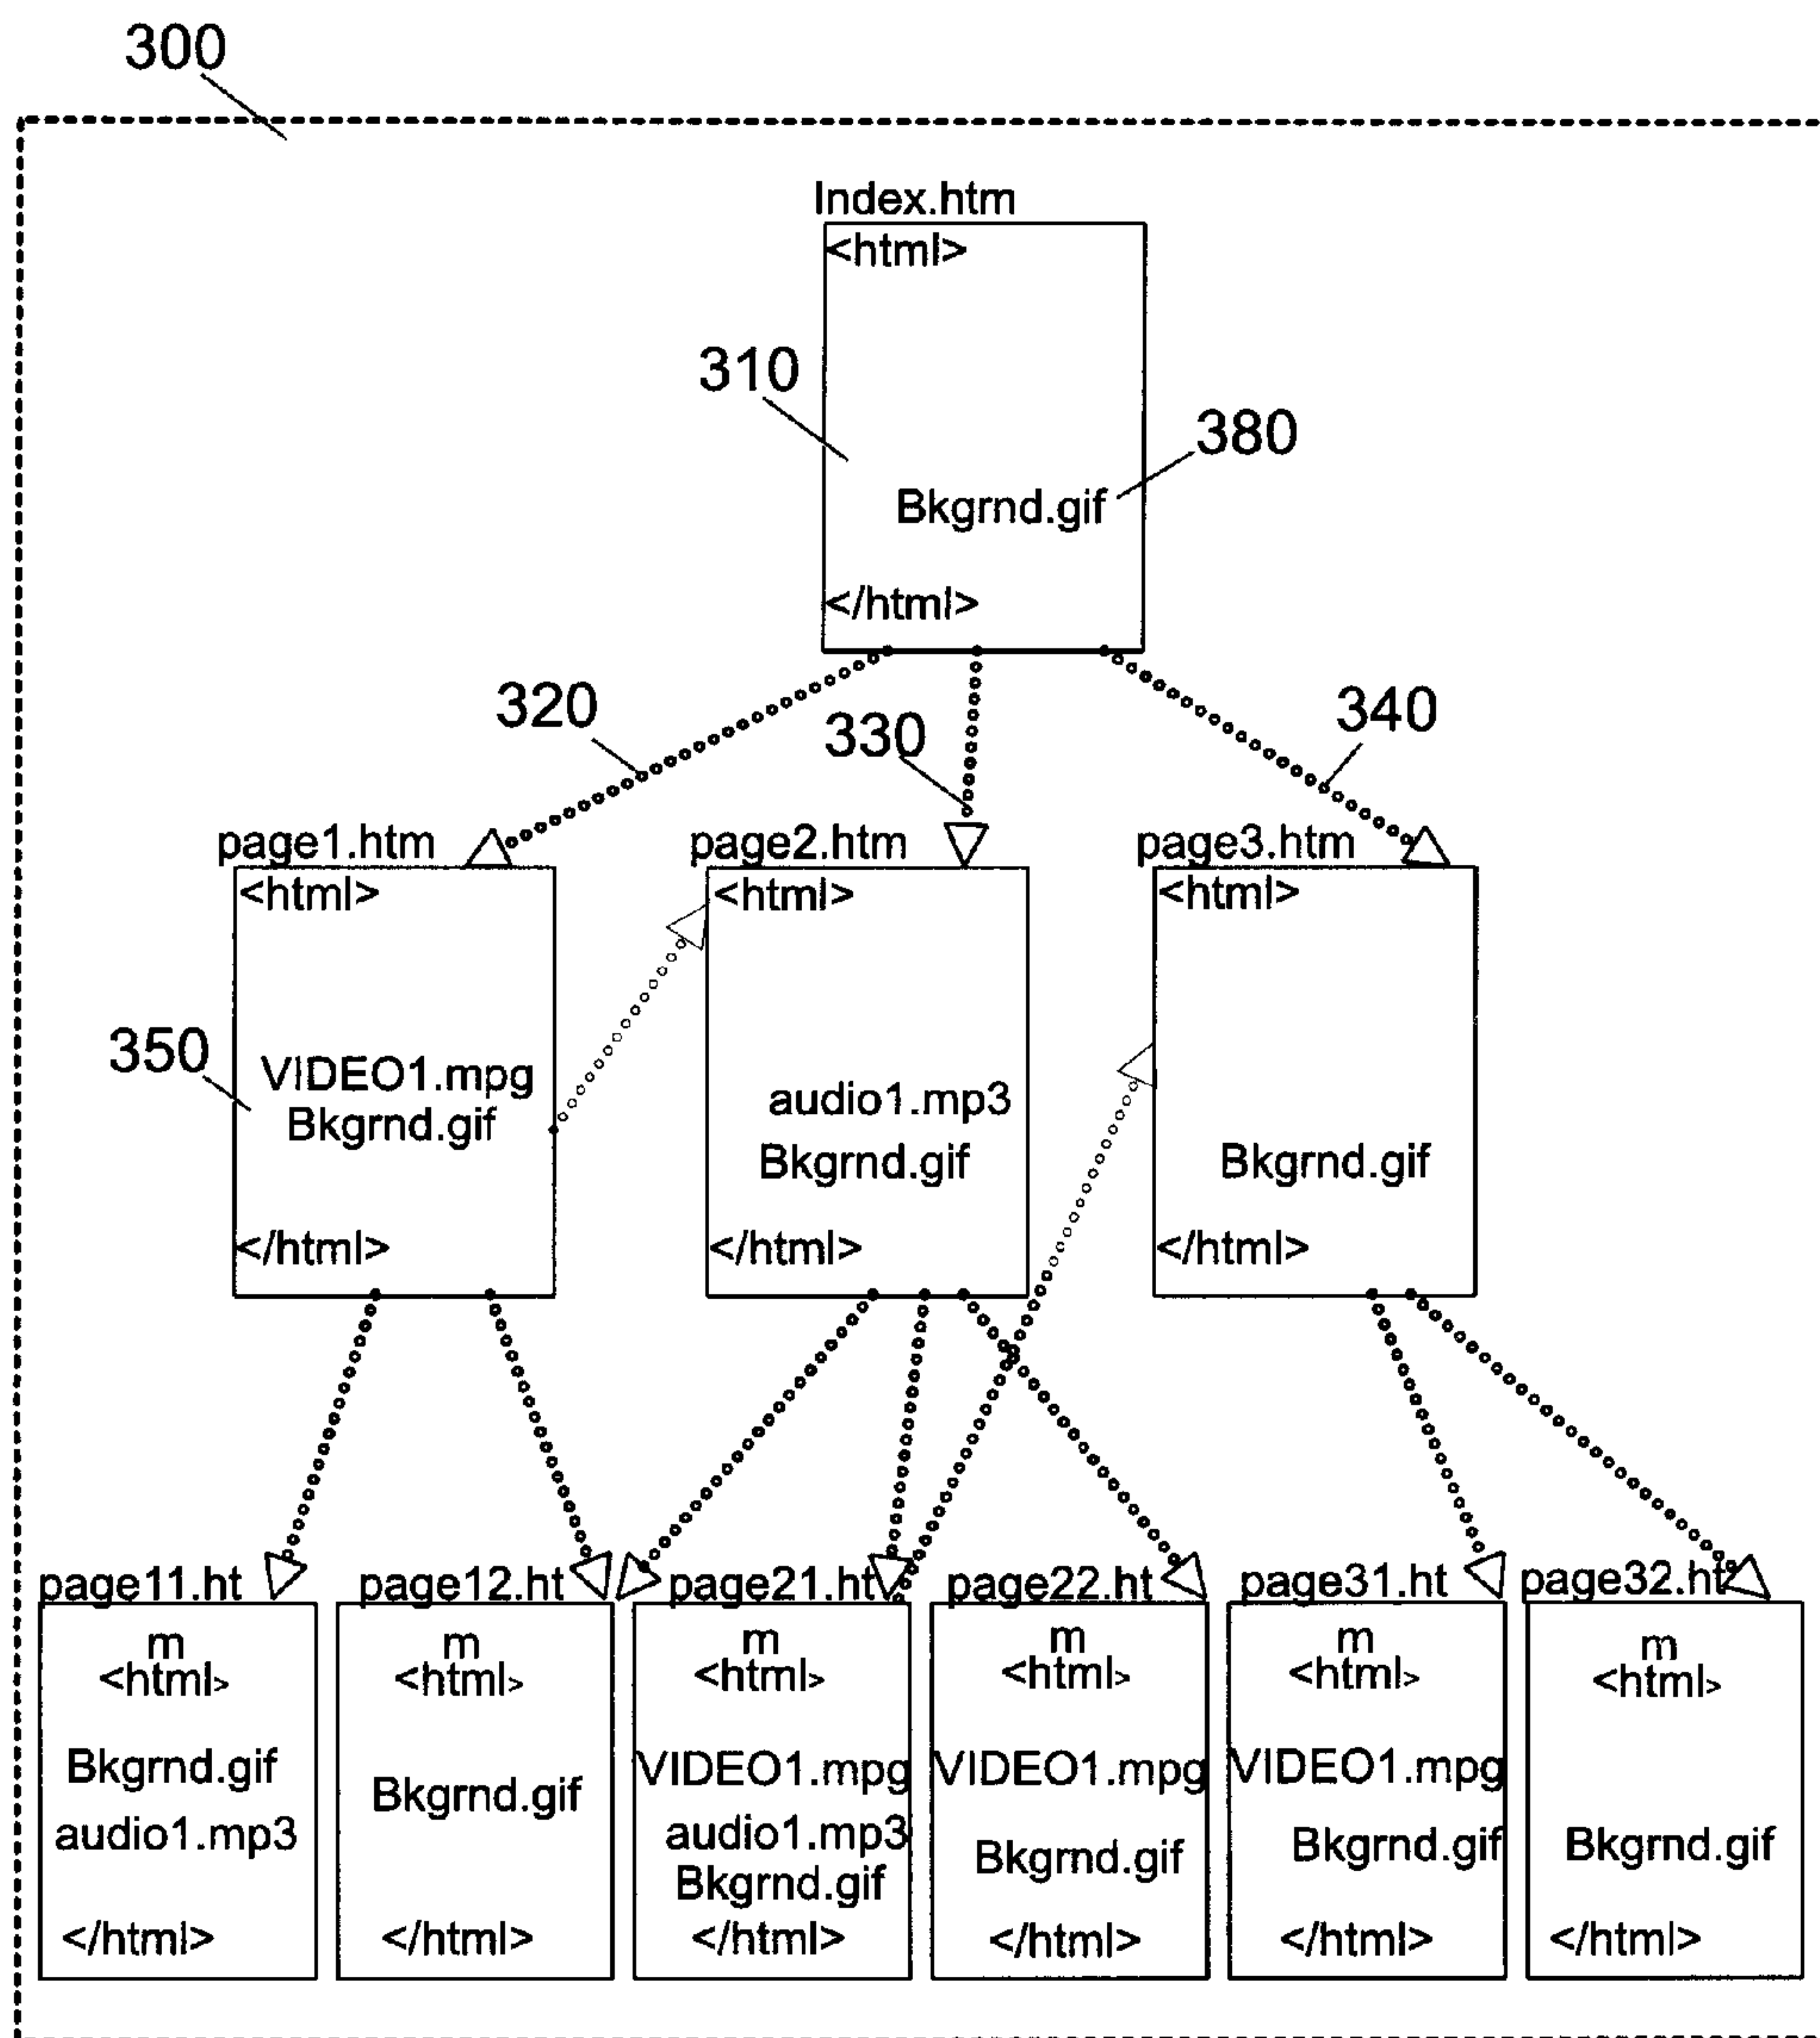 300
Index.htm
<html>
310
380
Bkgrnd.gif
</html>
320
330
340
page1.htm
<html>
350
VIDEO1.mpg
Bkgrnd.gif
</html>
page2.htm
<html>
audio1.mp3
Bkgrnd.gif
</html>
page3.htm
<html>
Bkgrnd.gif
</html>
page11.ht
m
<html>
Bkgrnd.gif
audio1.mp3
</html>
page12.ht
m
<html>
Bkgrnd.gif
</html>
page21.ht
m
<html>
VIDEO1.mpg
audio1.mp3
Bkgrnd.gif
</html>
page22.ht
m
<html>
VIDEO1.mpg
Bkgrnd.gif
</html>
page31.ht
m
<html>
VIDEO1.mpg
Bkgrnd.gif
</html>
page32.ht
m
<html>
Bkgrnd.gif
</html>